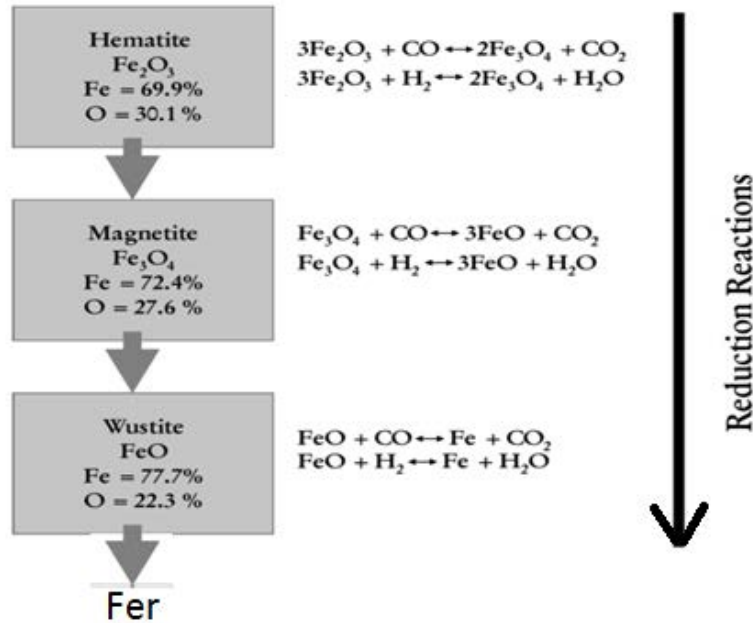 Hematite
Fe₂O₃
Fe = 69.9%
O = 30.1 %
3Fe₂O₃ + CO ↔ 2Fe₃O₄ + CO₂
3Fe₂O₃ + H₂ ↔ 2Fe₃O₄ + H₂O
Magnetite
Fe₃O₄
Fe = 72.4%
O = 27.6 %
Fe₃O₄ + CO ↔ 3FeO + CO₂
Fe₃O₄ + H₂ ↔ 3FeO + H₂O
Wustite
FeO
Fe = 77.7%
O = 22.3 %
FeO + CO ↔ Fe + CO₂
FeO + H₂ ↔ Fe + H₂O
Fer
Reduction Reactions